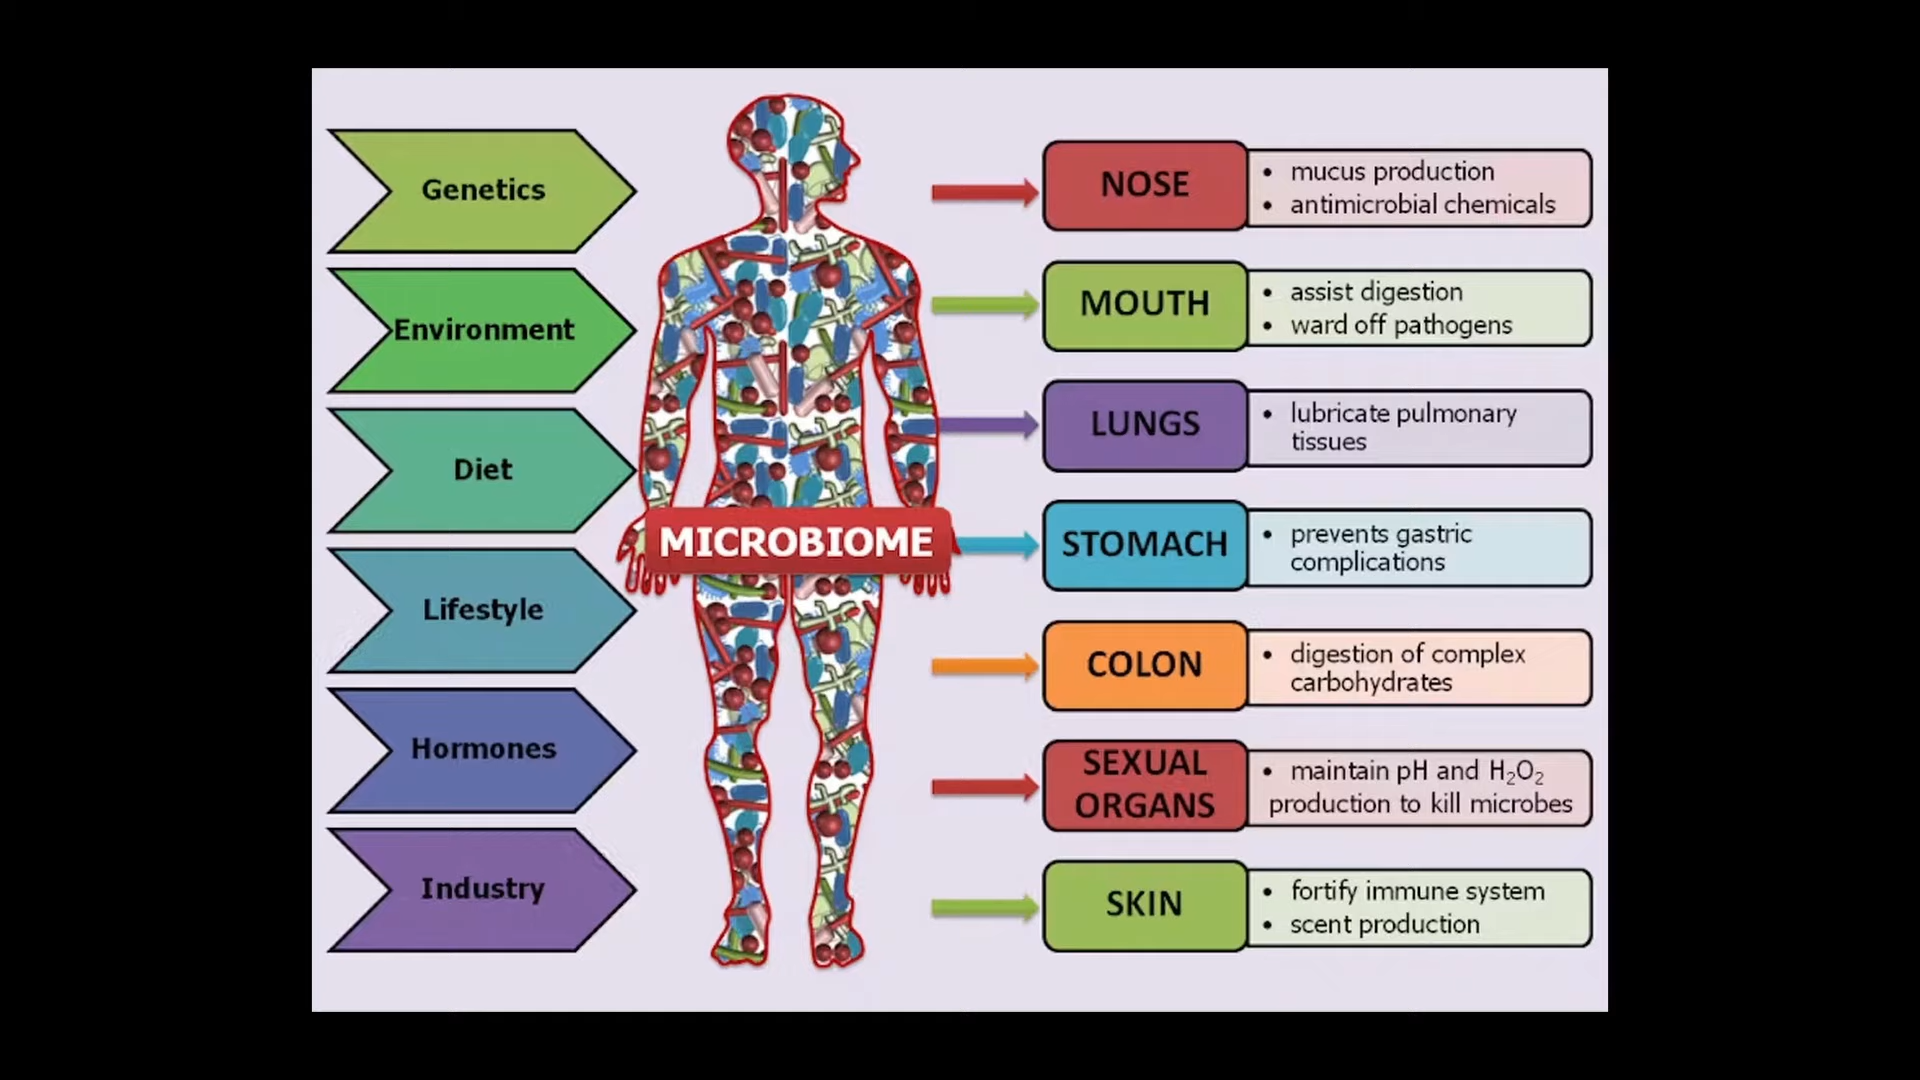 Genetics
Environment
Diet
Lifestyle
Hormones
Industry
MICROBIOME
NOSE
• mucus production
• antimicrobial chemicals
MOUTH
• assist digestion
• ward off pathogens
LUNGS
• lubricate pulmonary
tissues
STOMACH
• prevents gastric
complications
COLON
• digestion of complex
carbohydrates
SEXUAL
ORGANS
• maintain pH and H₂O₂
production to kill microbes
SKIN
• fortify immune system
• scent production